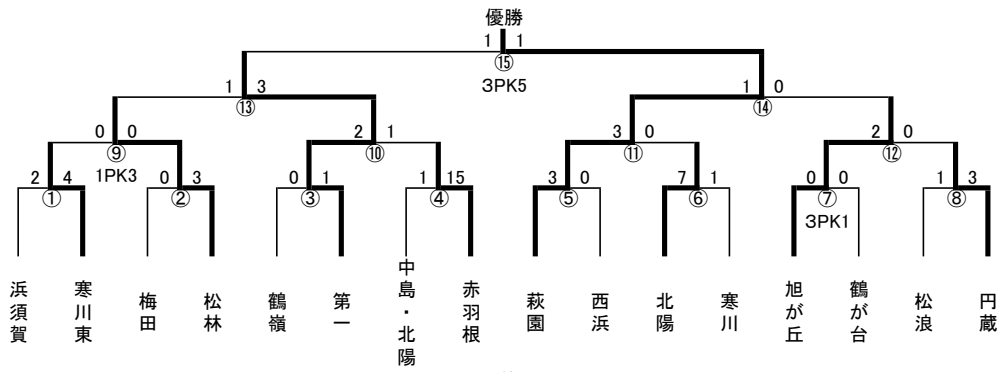 優勝
1 1
⑮
3PK5
1 3
⑬
1 0
⑭
0 0
⑨
1PK3
2 1
⑩
3 0
⑪
2 0
⑫
2 4
①
0 3
②
0 1
③
1 15
④
3 0
⑤
7 1
⑥
0 0
⑦
3PK1
1 3
⑧
浜須賀
寒川東
梅田
松林
鶴嶺
第一
中島・北陽
赤羽根
萩園
西浜
北陽
寒川
旭が丘
鶴が台
松浪
円蔵